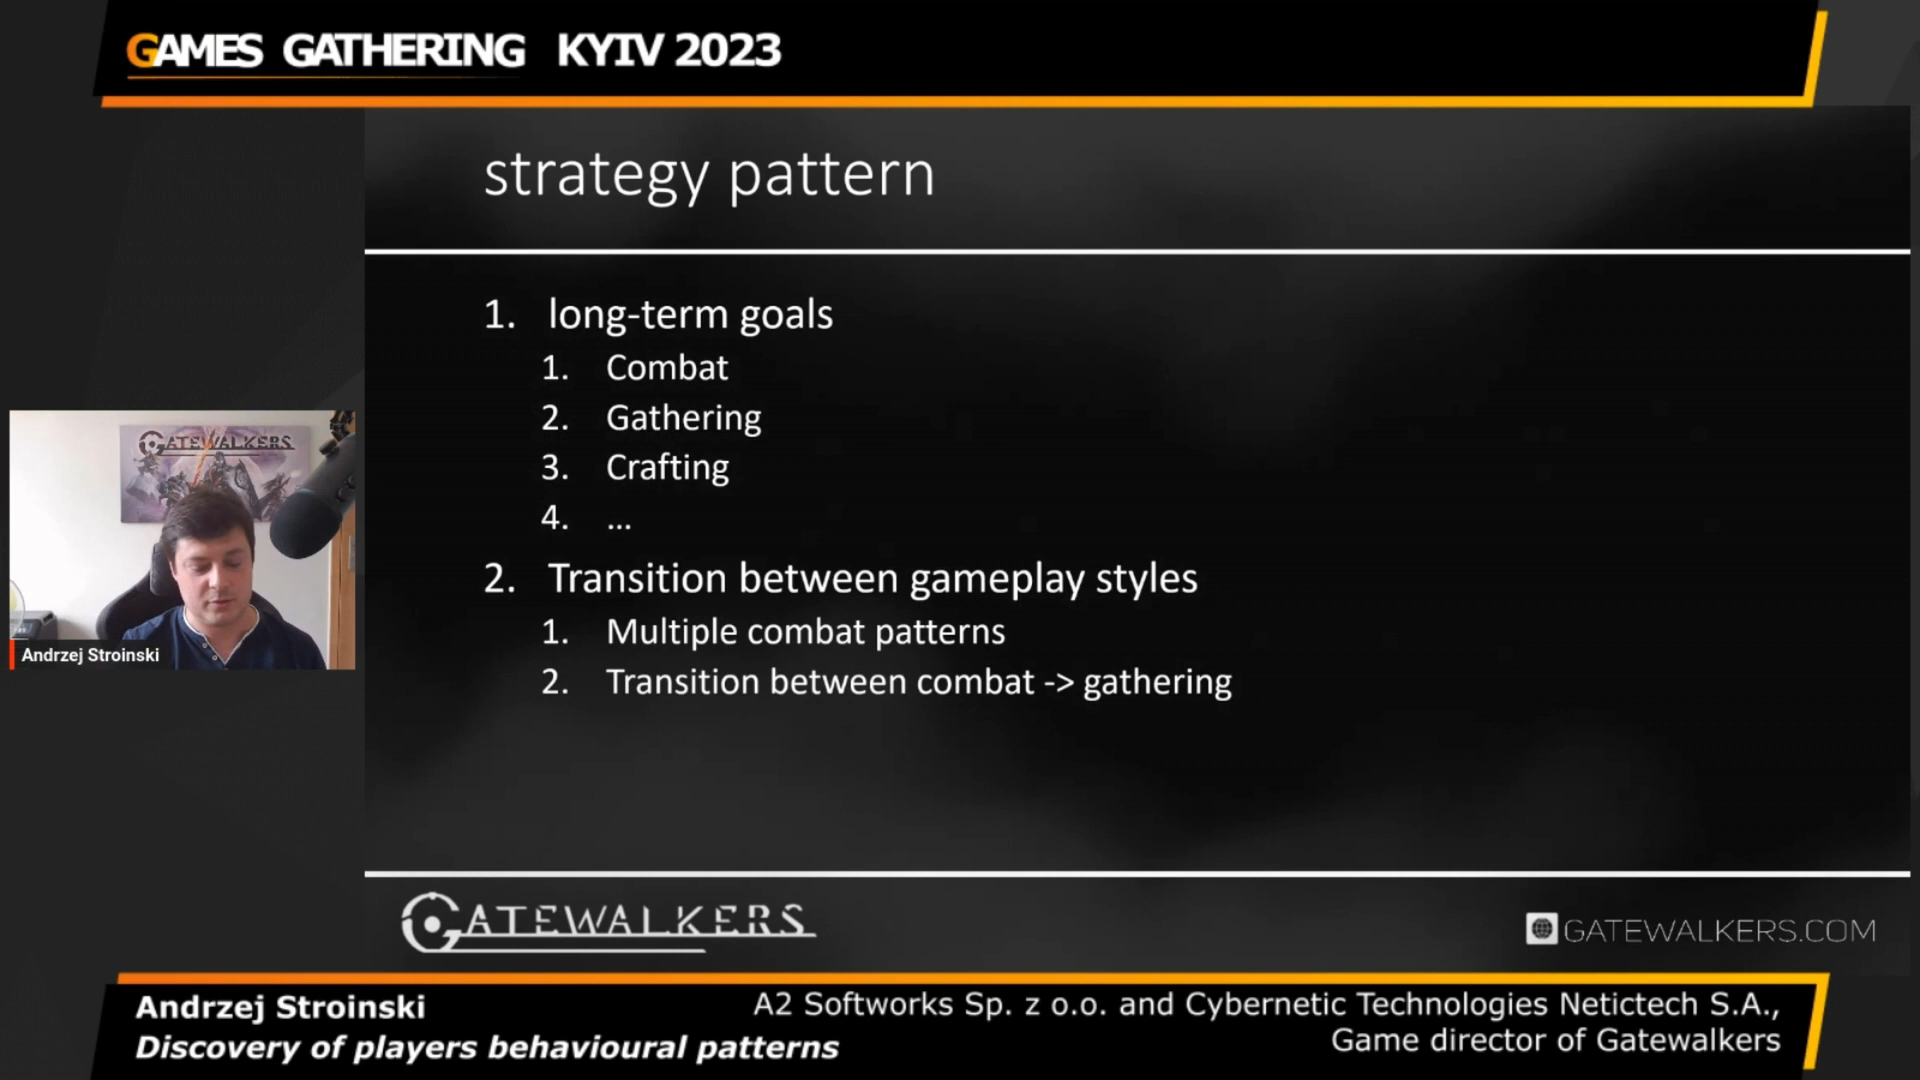 GAMES GATHERING KYIV 2023
strategy pattern
1. long-term goals
1. Combat
2. Gathering
3. Crafting
4. ...
2. Transition between gameplay styles
1. Multiple combat patterns
2. Transition between combat -> gathering
GATEWALKERS
Andrzej Stroinski
GATEWALKERS
GATEWALKERS.COM
Andrzej Stroinski
Discovery of players behavioural patterns
A2 Softworks Sp. z o.o. and Cybernetic Technologies Netictech S.A.,
Game director of Gatewalkers